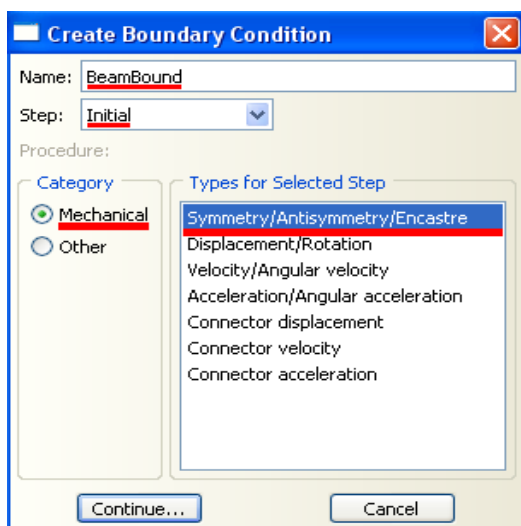 Create Boundary Condition
Name: BeamBound
Step: Initial
Procedure:
Category
Mechanical
Other
Types for Selected Step
Symmetry/Antisymmetry/Encastre
Displacement/Rotation
Velocity/Angular velocity
Acceleration/Angular acceleration
Connector displacement
Connector velocity
Connector acceleration
Continue... Cancel